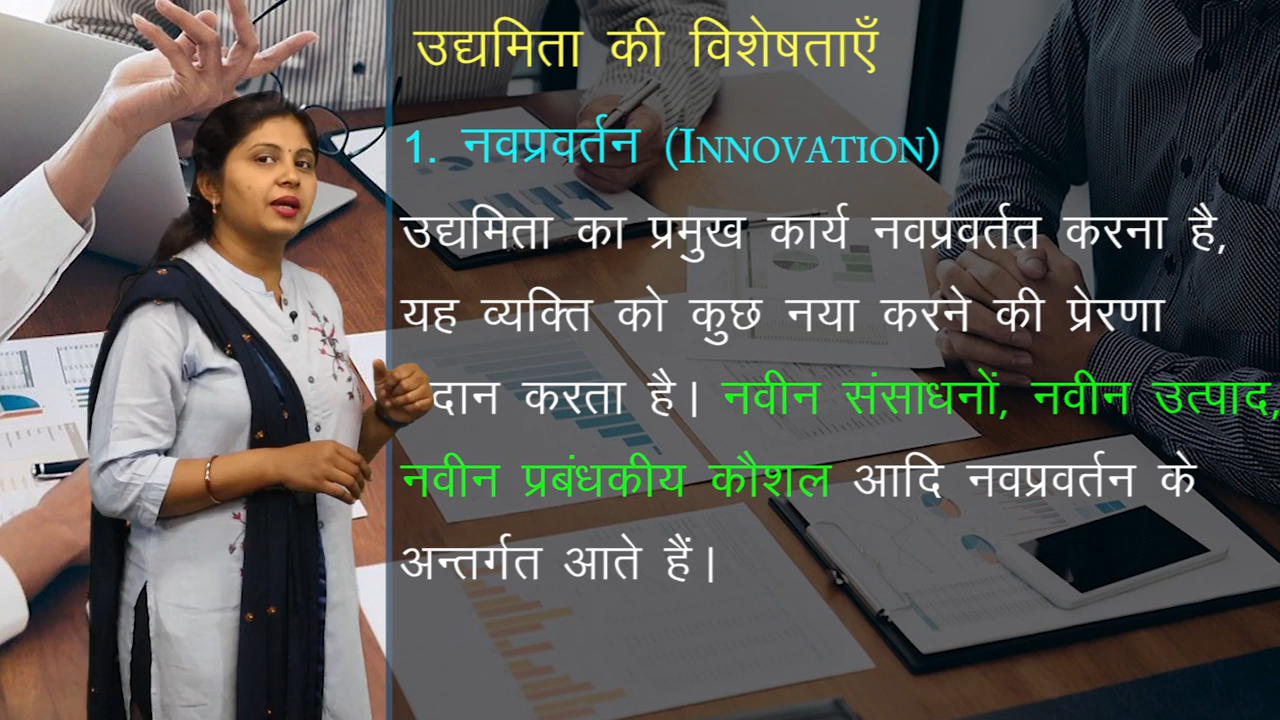 उद्यमिता की विशेषताएँ
1. नवप्रवर्तन (INNOVATION)
उद्यमिता का प्रमुख कार्य नवप्रवर्तत करना है,
यह व्यक्ति को कुछ नया करने की प्रेरणा
दान करता है। नवीन संसाधनों, नवीन उत्पाद,
नवीन प्रबंधकीय कौशल आदि नवप्रवर्तन के
अन्तर्गत आते हैं।